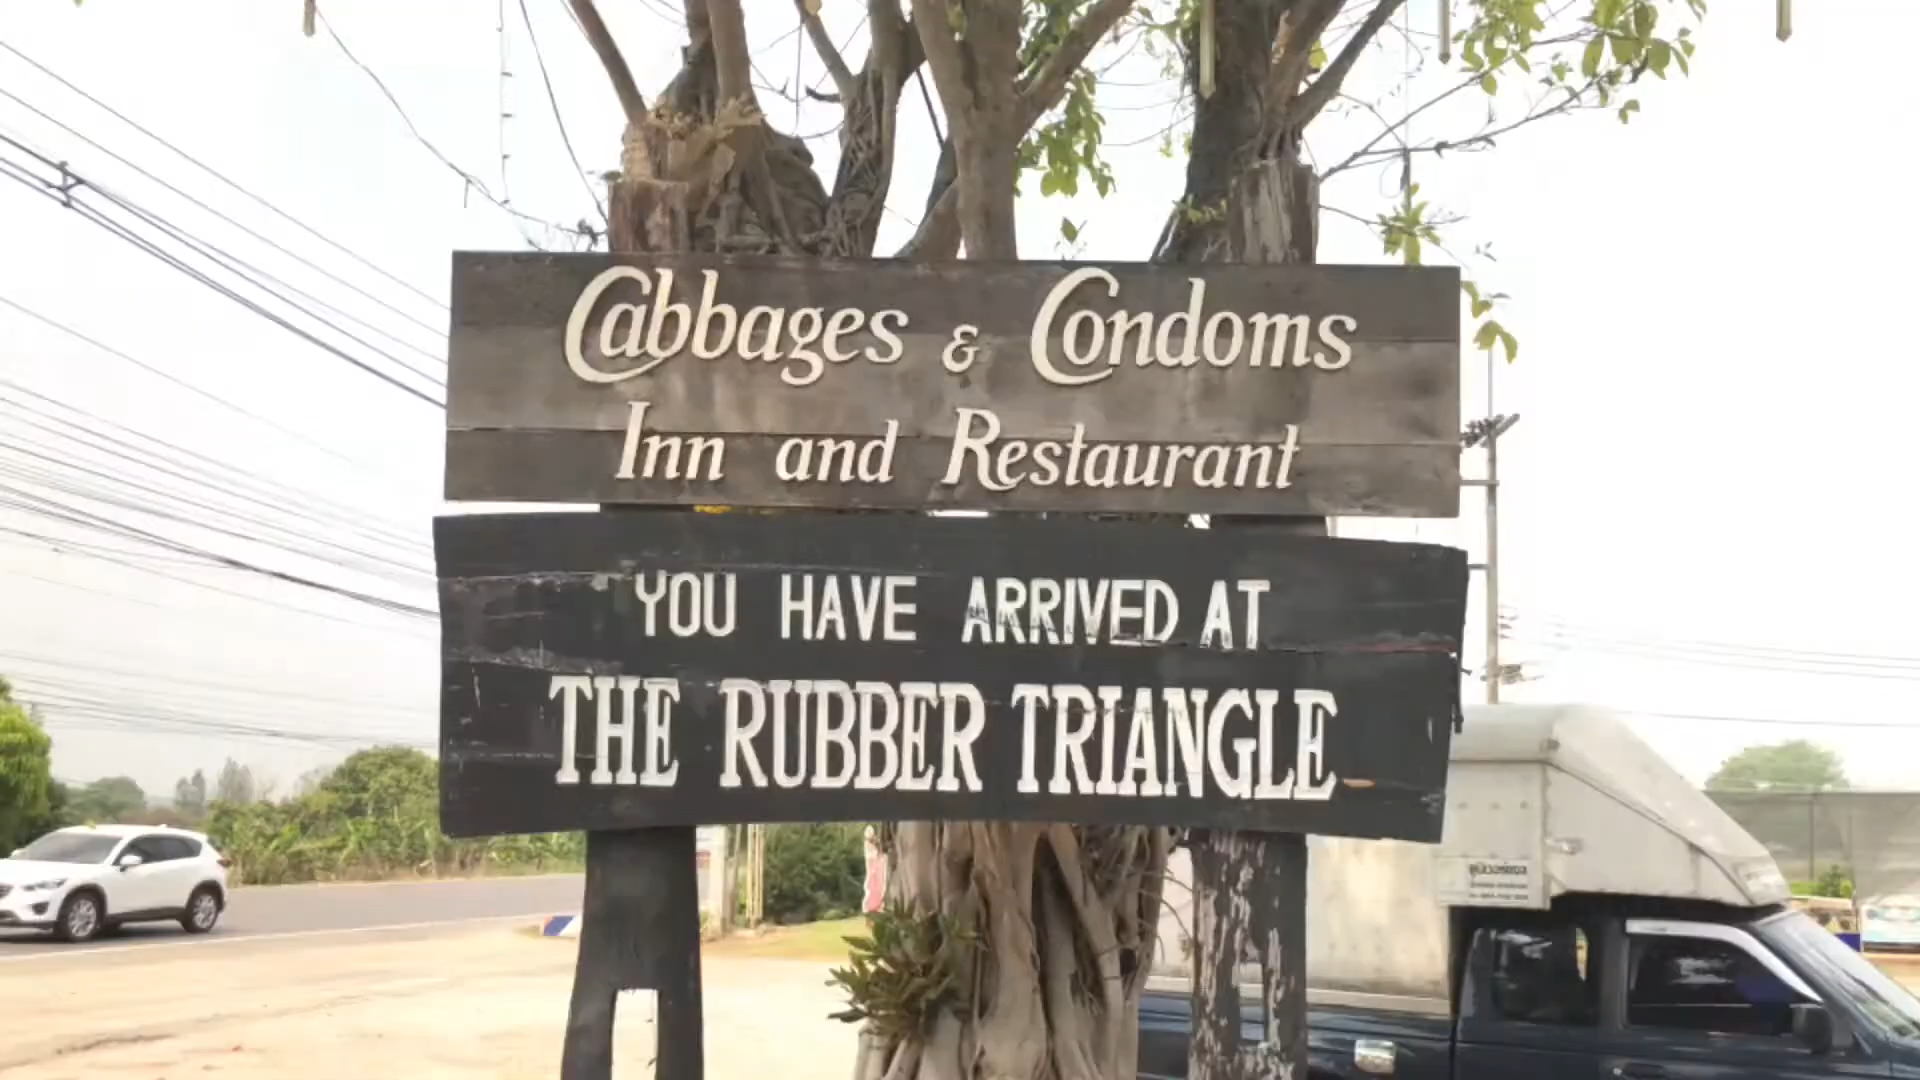 Cabbages & Condoms
Inn and Restaurant
YOU HAVE ARRIVED AT
THE RUBBER TRIANGLE